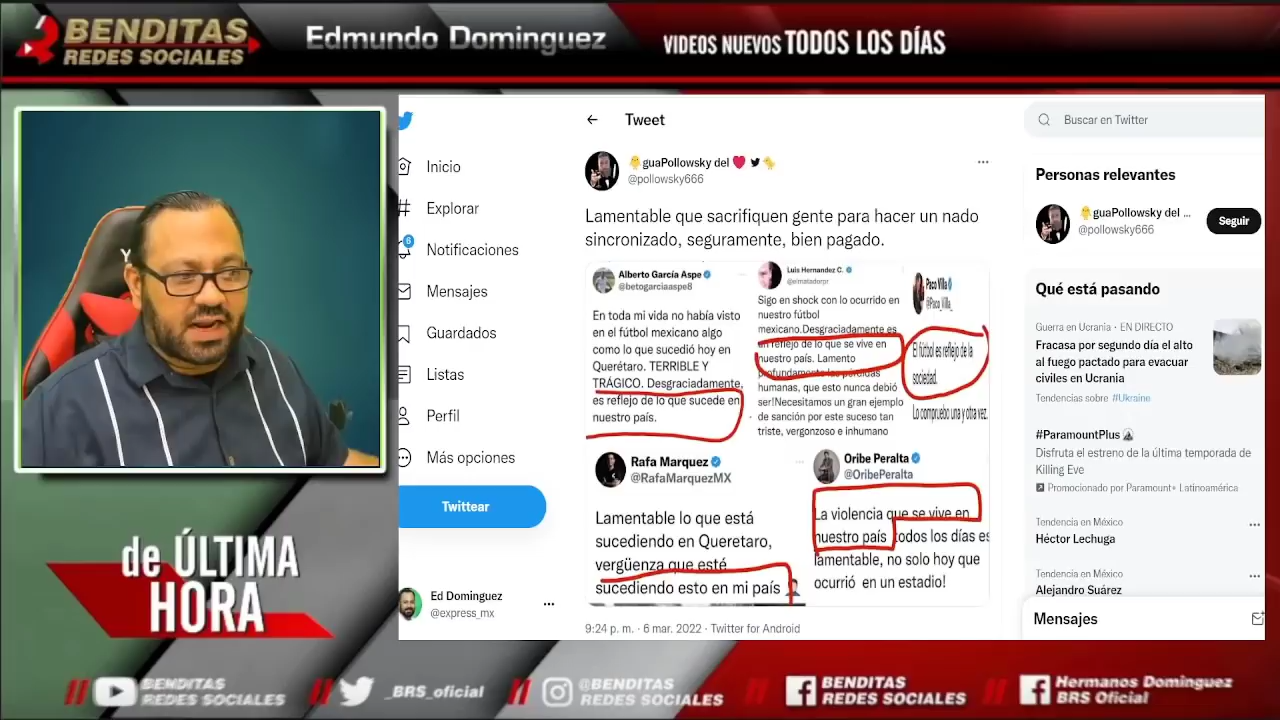 BENDITAS
REDES SOCIALES
Edmundo Dominguez
VIDEOS NUEVOS TODOS LOS DÍAS
Y
de ÚLTIMA
HORA
Inicio
Explorar
6
Notificaciones
Mensajes
Guardados
Listas
Perfil
Más opciones
Twittear
Ed Dominguez
@express_mx
Tweet
guaPollowsky del
@pollowsky666
Lamentable que sacrifiquen gente para hacer un nado
sincronizado, seguramente, bien pagado.
Alberto García Aspe
@betogarciaaspe8
En toda mi vida no había visto
en el fútbol mexicano algo
como lo que sucedió hoy en
Querétaro. TERRIBLE Y
TRÁGICO. Desgraciadamente,
es reflejo de lo que sucede en
nuestro país.
Luis Hernandez C.
@elmatadorpr
Sigo en shock con lo ocurrido en
nuestro fútbol
mexicano.Desgraciadamente es
un reflejo de lo que se vive en
nuestro país. Lamento
profundamente las pérdidas
humanas, que esto nunca debió
ser!Necesitamos un gran ejemplo
de sanción por este suceso tan
triste, vergonzoso e inhumano
Paco Villa
@Paco_Villa_
El fútbol es reflejo de la
sociedad.
Lo compruebo una y otra vez.
Rafa Marquez
@RafaMarquezMX
Lamentable lo que está
sucediendo en Queretaro,
vergüenza que esté
sucediendo esto en mi país
Oribe Peralta
@OribePeralta
La violencia que se vive en
nuestro país todos los días es
lamentable, no solo hoy que
ocurrió en un estadio!
9:24 p. m. · 6 mar. 2022 · Twitter for Android
Buscar en Twitter
Personas relevantes
guaPollowsky del ...
@pollowsky666
Seguir
Qué está pasando
Guerra en Ucrania · EN DIRECTO
Fracasa por segundo día el alto
al fuego pactado para evacuar
civiles en Ucrania
Tendencias sobre #Ukraine
#ParamountPlus
Disfruta el estreno de la última temporada de
Killing Eve
Promocionado por Paramount+ Latinoamérica
Tendencia en México
Héctor Lechuga
Tendencia en México
Alejandro Suárez
Mensajes
BENDITAS
REDES SOCIALES
_BRS_oficial
@BENDITAS
REDES SOCIALES
BENDITAS
REDES SOCIALES
Hermanos Domínguez
BRS Oficial